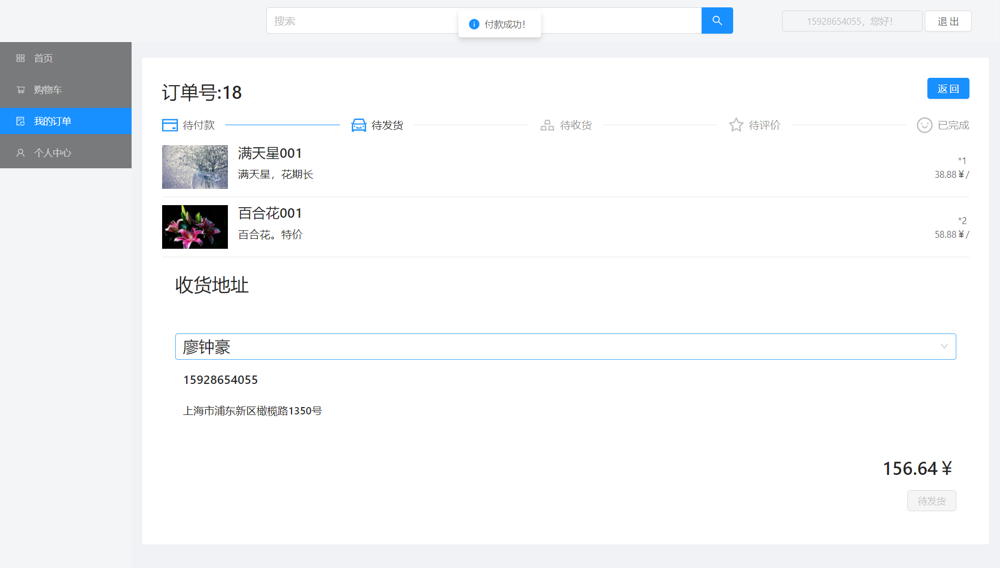 搜索
付款成功!
15928654055，您好!
退 出
首页
购物车
我的订单
个人中心
订单号:18
返 回
待付款
待发货
待收货
待评价
已完成
满天星001
满天星，花期长
*1
38.88￥/
百合花001
百合花。特价
*2
58.88￥/
收货地址
廖钟豪
15928654055
上海市浦东新区橄榄路1350号
156.64￥
待发货